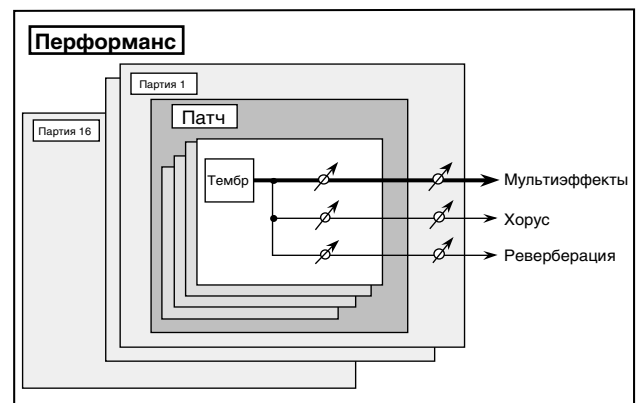 Перформанс
Партия 1
Патч
Партия 16
Тембр
Мультиэффекты
Хорус
Реверберация